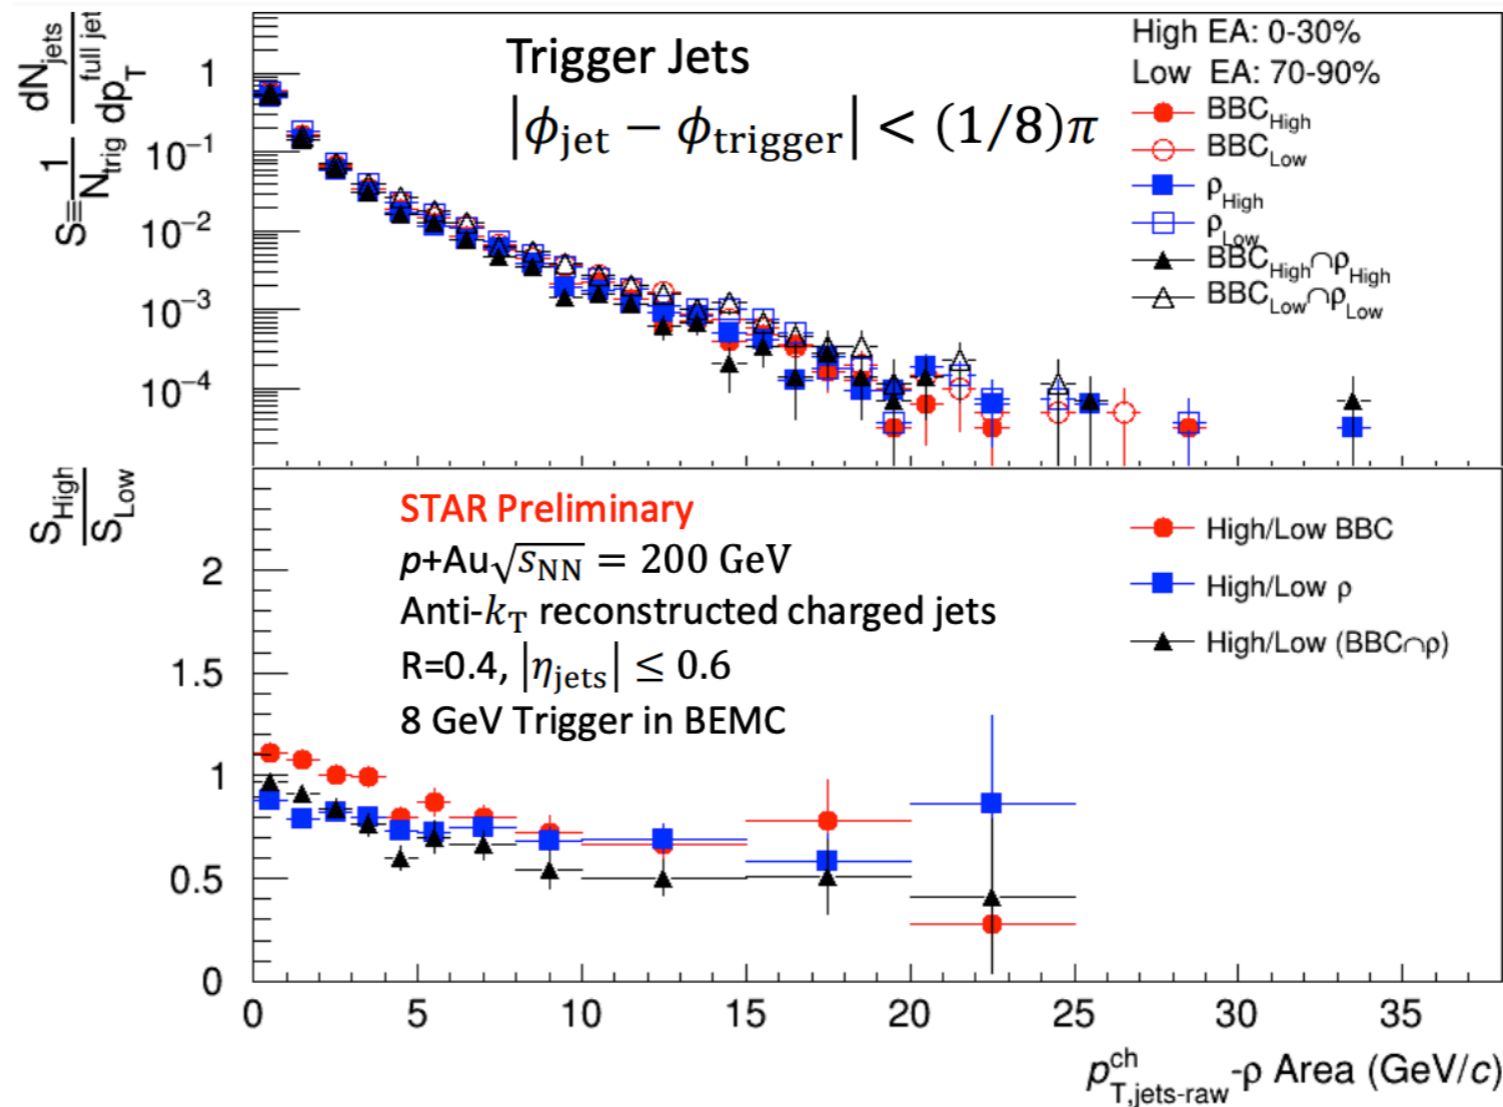 S≡ 1/N_trig dN_jets/dp_T^full jet
1
10⁻¹
10⁻²
10⁻³
10⁻⁴
Trigger Jets
|ϕ_jet − ϕ_trigger| < (1/8)π
High EA: 0-30%
Low EA: 70-90%
BBC_High
BBC_Low
ρ_High
ρ_Low
BBC_High∩ρ_High
BBC_Low∩ρ_Low
S_High/S_Low
2
1.5
1
0.5
0
STAR Preliminary
p+Au√s_NN = 200 GeV
Anti-k_T reconstructed charged jets
R=0.4, |η_jets| ≤ 0.6
8 GeV Trigger in BEMC
High/Low BBC
High/Low ρ
High/Low (BBC∩ρ)
0 5 10 15 20 25 30 35
p_T,jets-raw^ch-ρ Area (GeV/c)